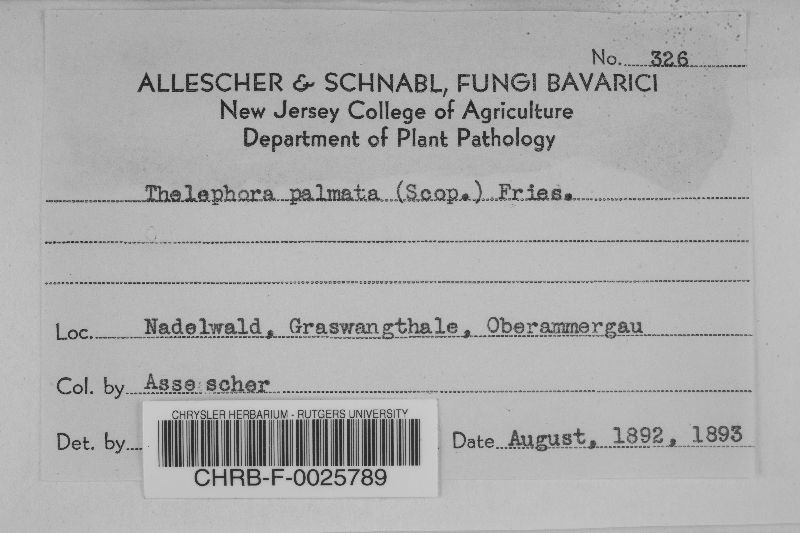 No. 326
ALLESCHER & SCHNABL, FUNGI BAVARICI
New Jersey College of Agriculture
Department of Plant Pathology
Thelephora palmata (Scop.) Fries.
Loc. Nadelwald, Graswangthale, Oberammergau
Col. by Asse scher
CHRYSLER HERBARIUM - RUTGERS UNIVERSITY
Det. by
Date August, 1892, 1893
CHRB-F-0025789